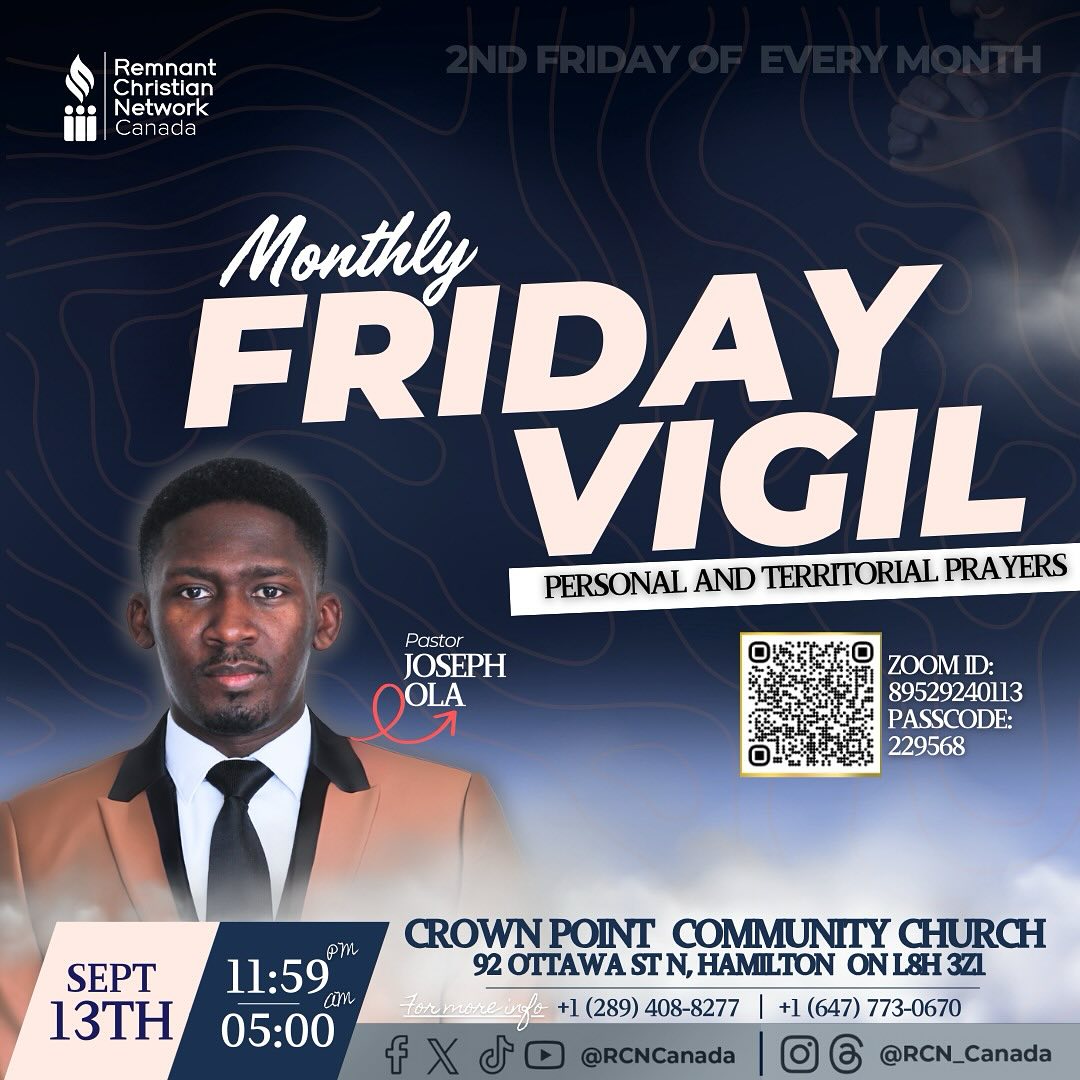 Remnant
Christian
Network
Canada
2ND FRIDAY OF EVERY MONTH
Monthly
FRIDAY
VIGIL
PERSONAL AND TERRITORIAL PRAYERS
Pastor
JOSEPH
OLA
ZOOM ID:
89529240113
PASSCODE:
229568
SEPT
13TH
11:59 pm
05:00 am
CROWN POINT COMMUNITY CHURCH
92 OTTAWA ST N, HAMILTON ON L8H 3Z1
For more info +1 (289) 408-8277 | +1 (647) 773-0670
@RCNCanada | @RCN_Canada